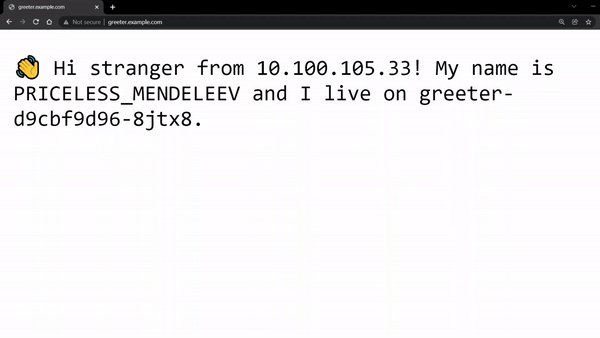 greeter.example.com
Not secure | greeter.example.com
👋 Hi stranger from 10.100.105.33! My name is
PRICELESS_MENDELEEV and I live on greeter-
d9cbf9d96-8jtx8.